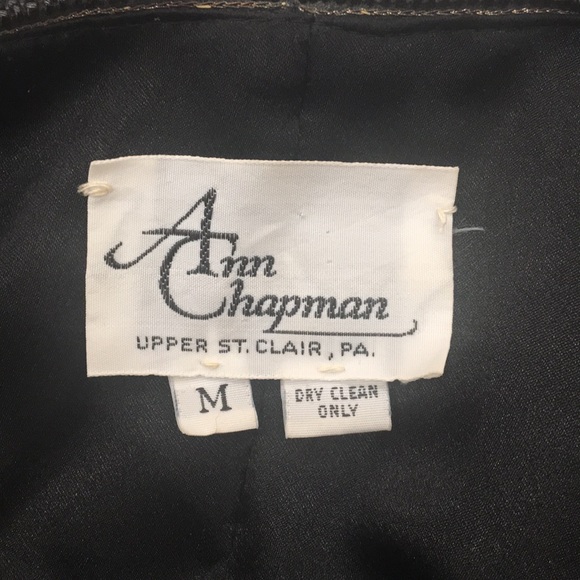 Ann
Chapman
UPPER ST. CLAIR, PA.
M
DRY CLEAN
ONLY